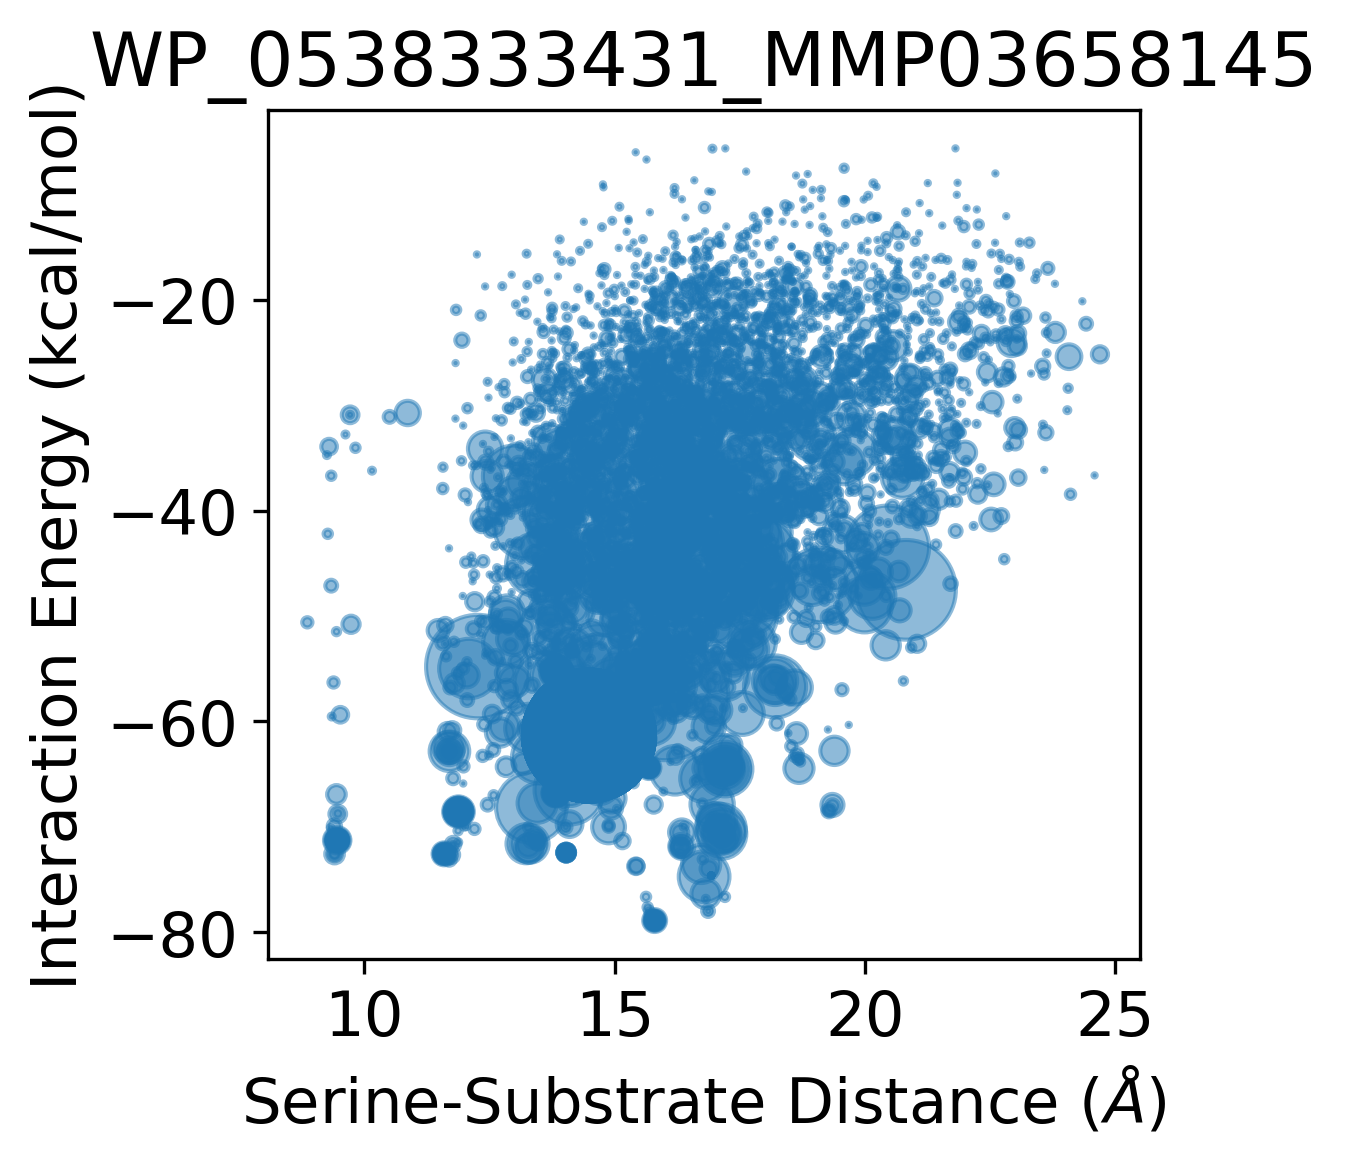 WP_0538333431_MMP03658145
Interaction Energy (kcal/mol)
−20
−40
−60
−80
10 15 20 25
Serine-Substrate Distance (Å)